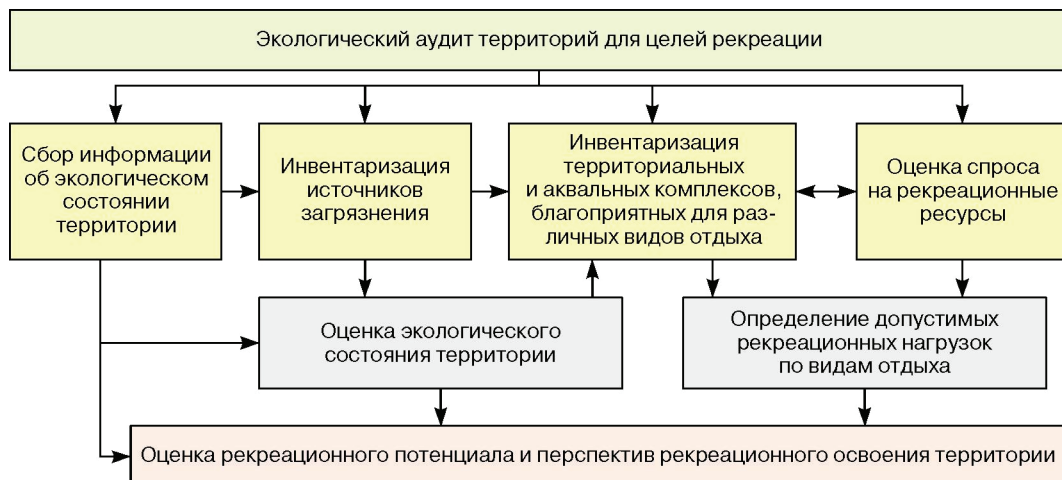 Экологический аудит территорий для целей рекреации
Сбор информации
об экологическом
состоянии
территории
Инвентаризация
источников
загрязнения
Инвентаризация
территориальных
и аквальных комплексов,
благоприятных для раз-
личных видов отдыха
Оценка спроса
на рекреационные
ресурсы
Оценка экологического
состояния территории
Определение допустимых
рекреационных нагрузок
по видам отдыха
Оценка рекреационного потенциала и перспектив рекреационного освоения территории